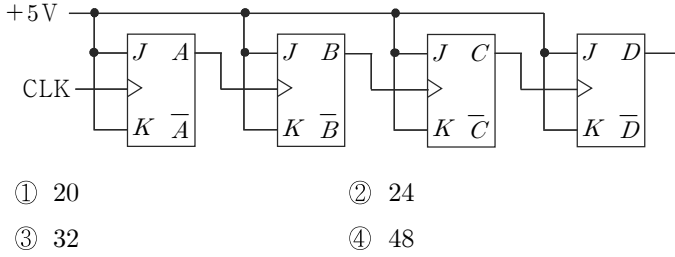 +5V
J A J B J C J D
CLK
K A̅ K B̅ K C̅ K D̅
① 20 ② 24
③ 32 ④ 48